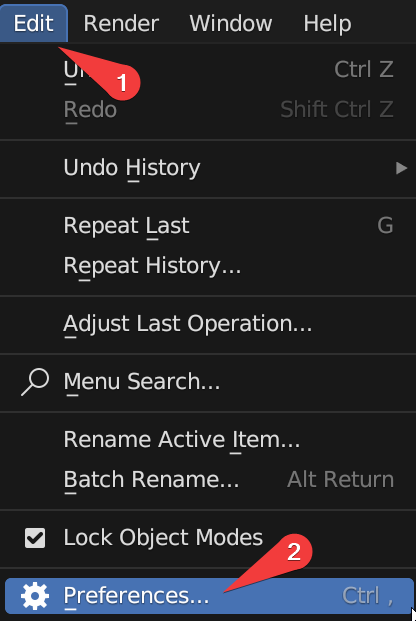 Edit Render Window Help
1
Ctrl Z
Redo Shift Ctrl Z
Undo History
Repeat Last G
Repeat History...
Adjust Last Operation...
Menu Search...
Rename Active Item...
Batch Rename... Alt Return
Lock Object Modes
2
Preferences... Ctrl ,